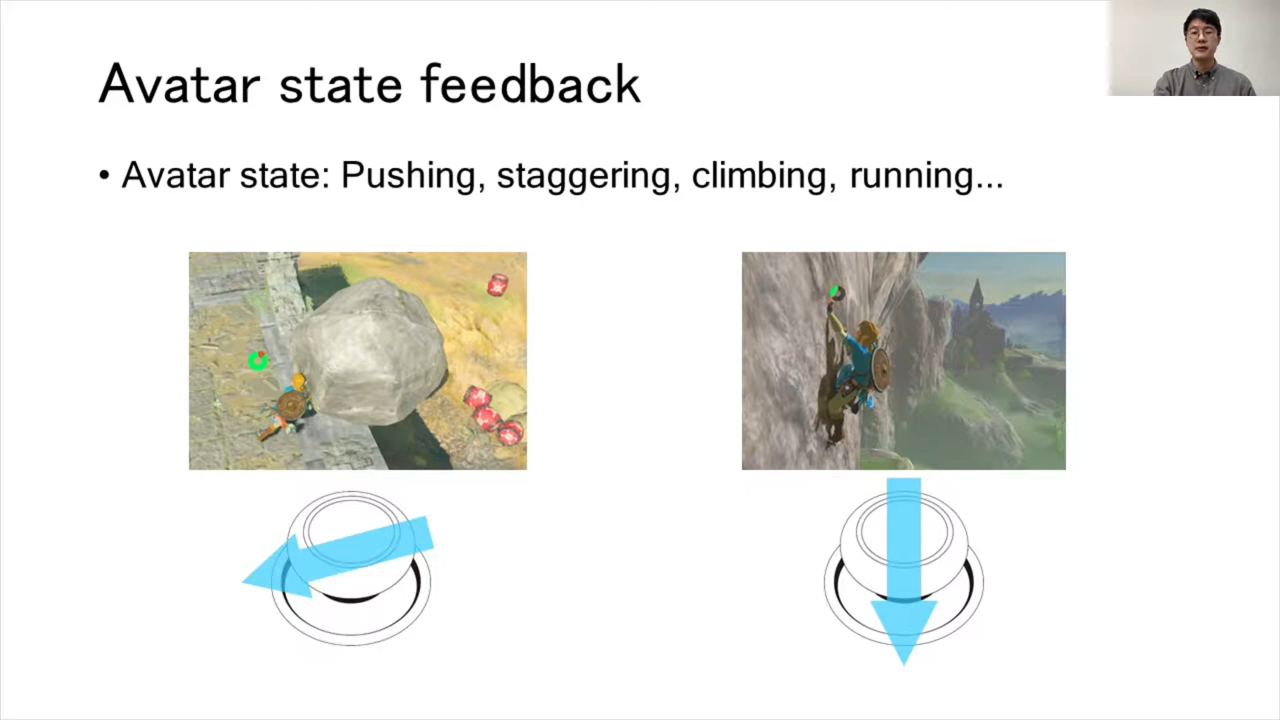 Avatar state feedback
• Avatar state: Pushing, staggering, climbing, running...